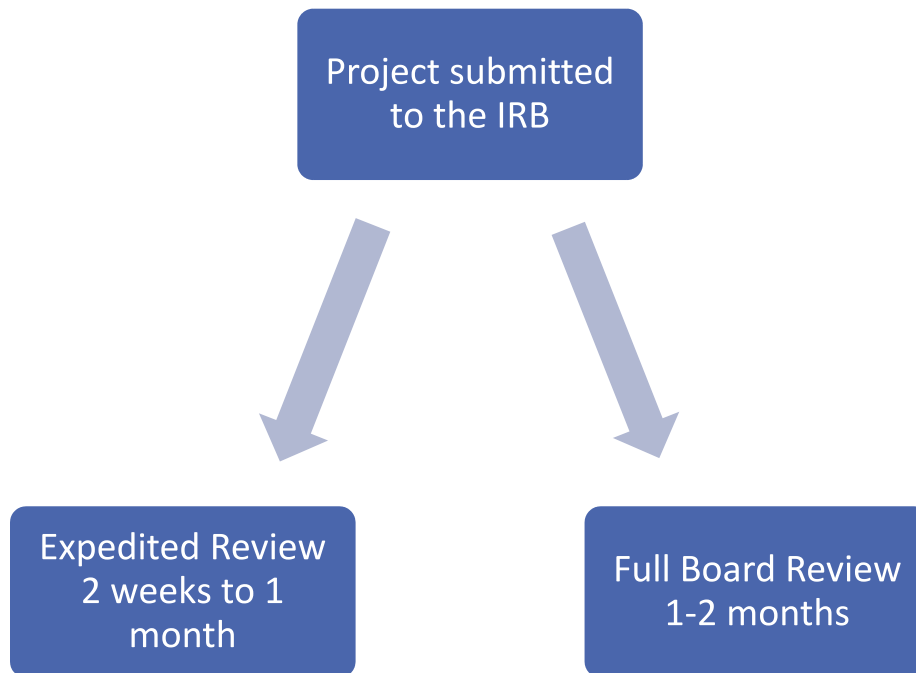 Project submitted
to the IRB
Expedited Review
2 weeks to 1
month
Full Board Review
1-2 months